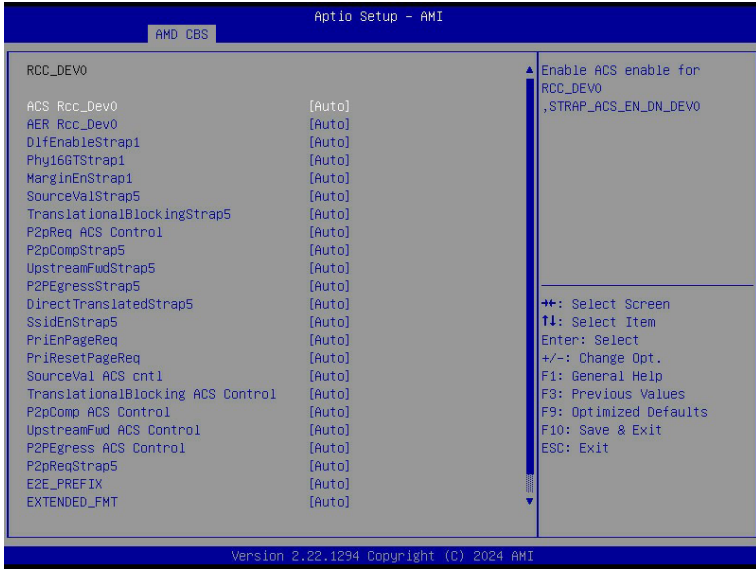 Aptio Setup – AMI
AMD CBS
RCC_DEV0
ACS Rcc_Dev0 [Auto]
AER Rcc_Dev0 [Auto]
DlfEnableStrap1 [Auto]
Phy16GTStrap1 [Auto]
MarginEnStrap1 [Auto]
SourceValStrap5 [Auto]
TranslationalBlockingStrap5 [Auto]
P2pReq ACS Control [Auto]
P2pCompStrap5 [Auto]
UpstreamFwdStrap5 [Auto]
P2PEgressStrap5 [Auto]
DirectTranslatedStrap5 [Auto]
SsidEnStrap5 [Auto]
PriEnPageReq [Auto]
PriResetPageReq [Auto]
SourceVal ACS cntl [Auto]
TranslationalBlocking ACS Control [Auto]
P2pComp ACS Control [Auto]
UpstreamFwd ACS Control [Auto]
P2PEgress ACS Control [Auto]
P2pReqStrap5 [Auto]
E2E_PREFIX [Auto]
EXTENDED_FMT [Auto]
Enable ACS enable for
RCC_DEV0
,STRAP_ACS_EN_DN_DEV0
→←: Select Screen
↑↓: Select Item
Enter: Select
+/-: Change Opt.
F1: General Help
F3: Previous Values
F9: Optimized Defaults
F10: Save & Exit
ESC: Exit
Version 2.22.1294 Copyright (C) 2024 AMI